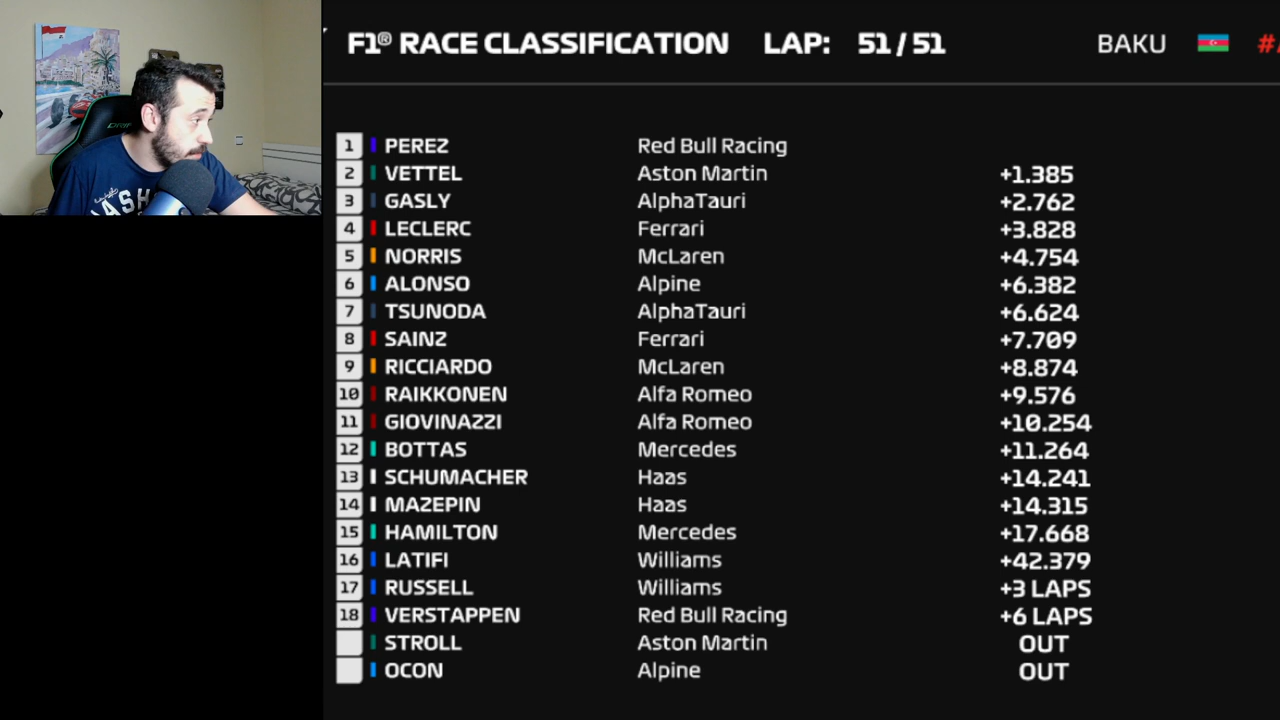 F1® RACE CLASSIFICATION LAP: 51/51 BAKU
1 PEREZ Red Bull Racing
2 VETTEL Aston Martin +1.385
3 GASLY AlphaTauri +2.762
4 LECLERC Ferrari +3.828
5 NORRIS McLaren +4.754
6 ALONSO Alpine +6.382
7 TSUNODA AlphaTauri +6.624
8 SAINZ Ferrari +7.709
9 RICCIARDO McLaren +8.874
10 RAIKKONEN Alfa Romeo +9.576
11 GIOVINAZZI Alfa Romeo +10.254
12 BOTTAS Mercedes +11.264
13 SCHUMACHER Haas +14.241
14 MAZEPIN Haas +14.315
15 HAMILTON Mercedes +17.668
16 LATIFI Williams +42.379
17 RUSSELL Williams +3 LAPS
18 VERSTAPPEN Red Bull Racing +6 LAPS
STROLL Aston Martin OUT
OCON Alpine OUT